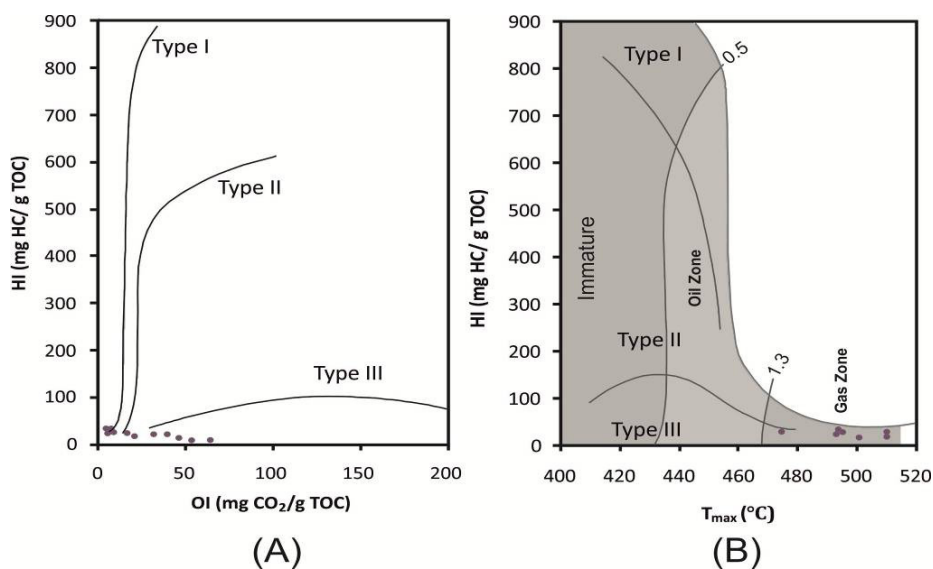 900
800
700
600
500
400
300
200
100
0
HI (mg HC/ g TOC)
Type I
Type II
Type III
0 50 100 150 200
OI (mg CO₂/g TOC)
(A)
900
800
700
600
500
400
300
200
100
0
HI (mg HC/ g TOC)
Type I
0.5
Immature
Oil Zone
Type II
1.3
Gas Zone
Type III
400 420 440 460 480 500 520
Tmax (°C)
(B)